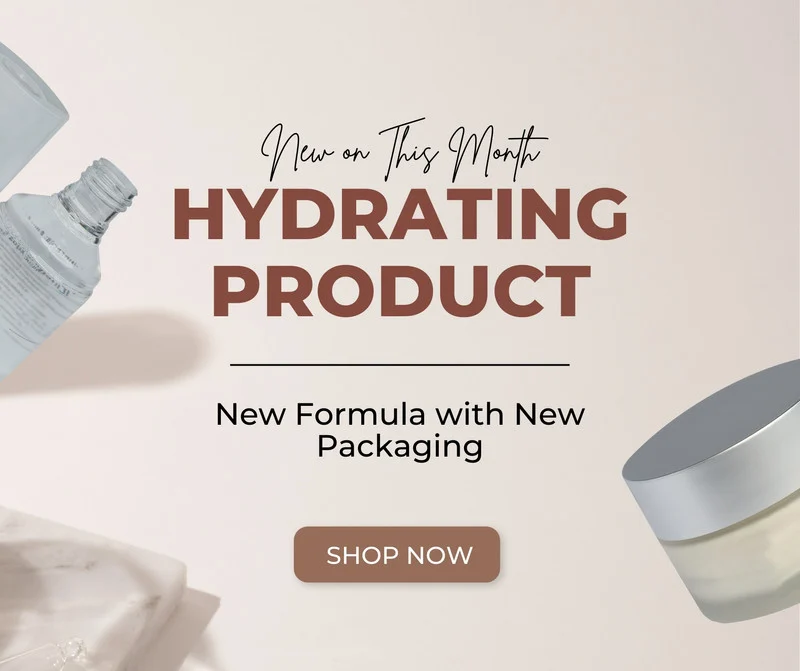 New on This Month
HYDRATING
PRODUCT
New Formula with New
Packaging
SHOP NOW